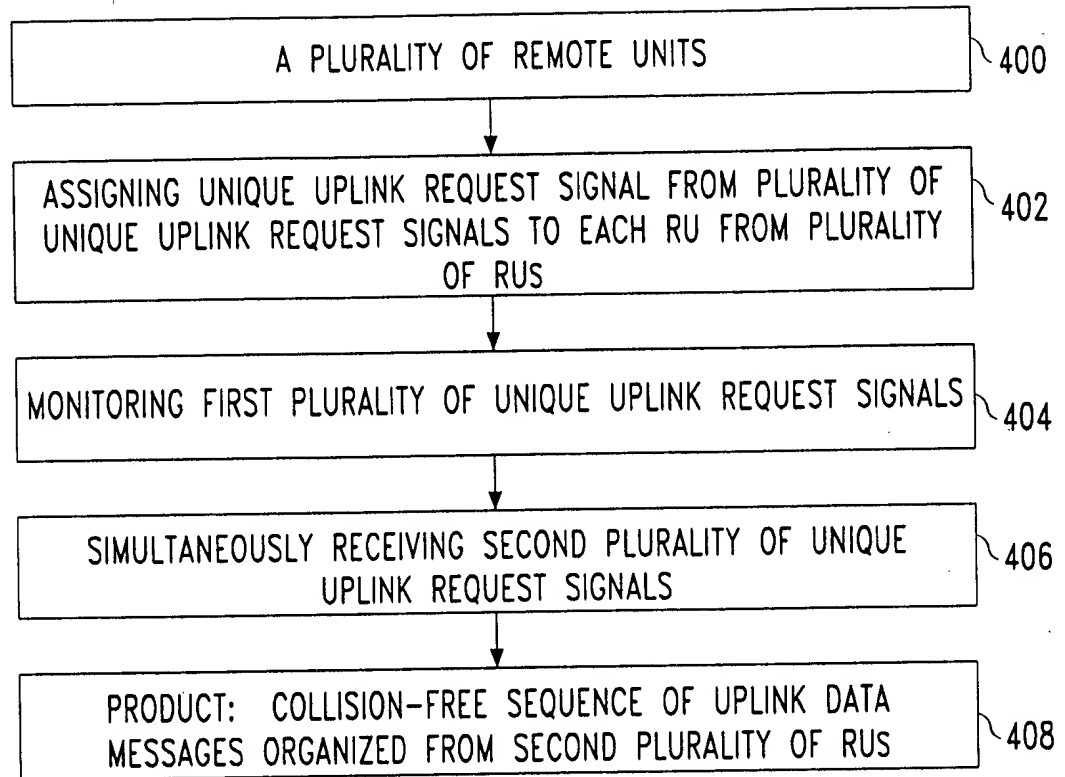 A PLURALITY OF REMOTE UNITS
400
ASSIGNING UNIQUE UPLINK REQUEST SIGNAL FROM PLURALITY OF
UNIQUE UPLINK REQUEST SIGNALS TO EACH RU FROM PLURALITY
OF RUS
402
MONITORING FIRST PLURALITY OF UNIQUE UPLINK REQUEST SIGNALS
404
SIMULTANEOUSLY RECEIVING SECOND PLURALITY OF UNIQUE
UPLINK REQUEST SIGNALS
406
PRODUCT: COLLISION-FREE SEQUENCE OF UPLINK DATA
MESSAGES ORGANIZED FROM SECOND PLURALITY OF RUS
408